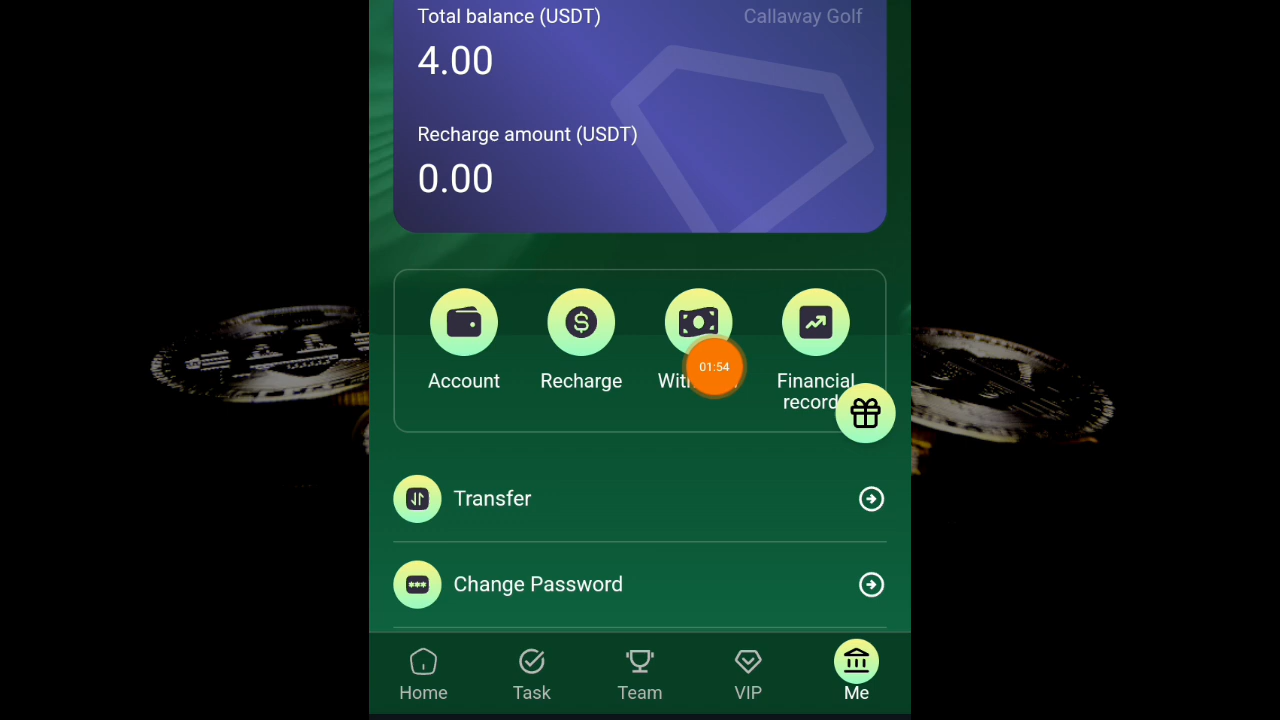 Total balance (USDT)
Callaway Golf
4.00
Recharge amount (USDT)
0.00
Account
Recharge
01:54
Financial
Transfer
Change Password
Home
Task
Team
VIP
Me